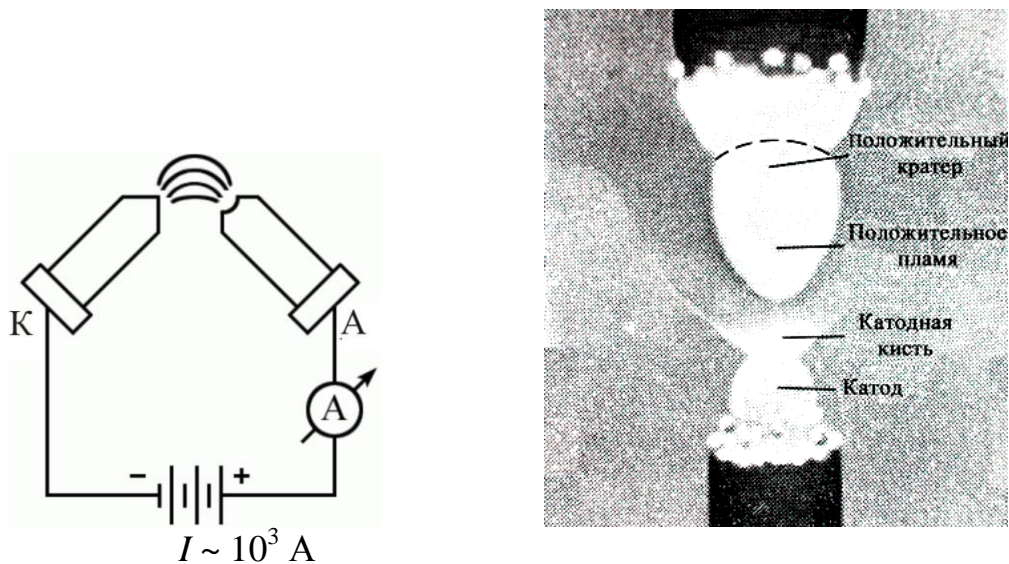 К
А
А
−
+
I ~ 10³ А
Положительный
кратер
Положительное
пламя
Катодная
кисть
Катод